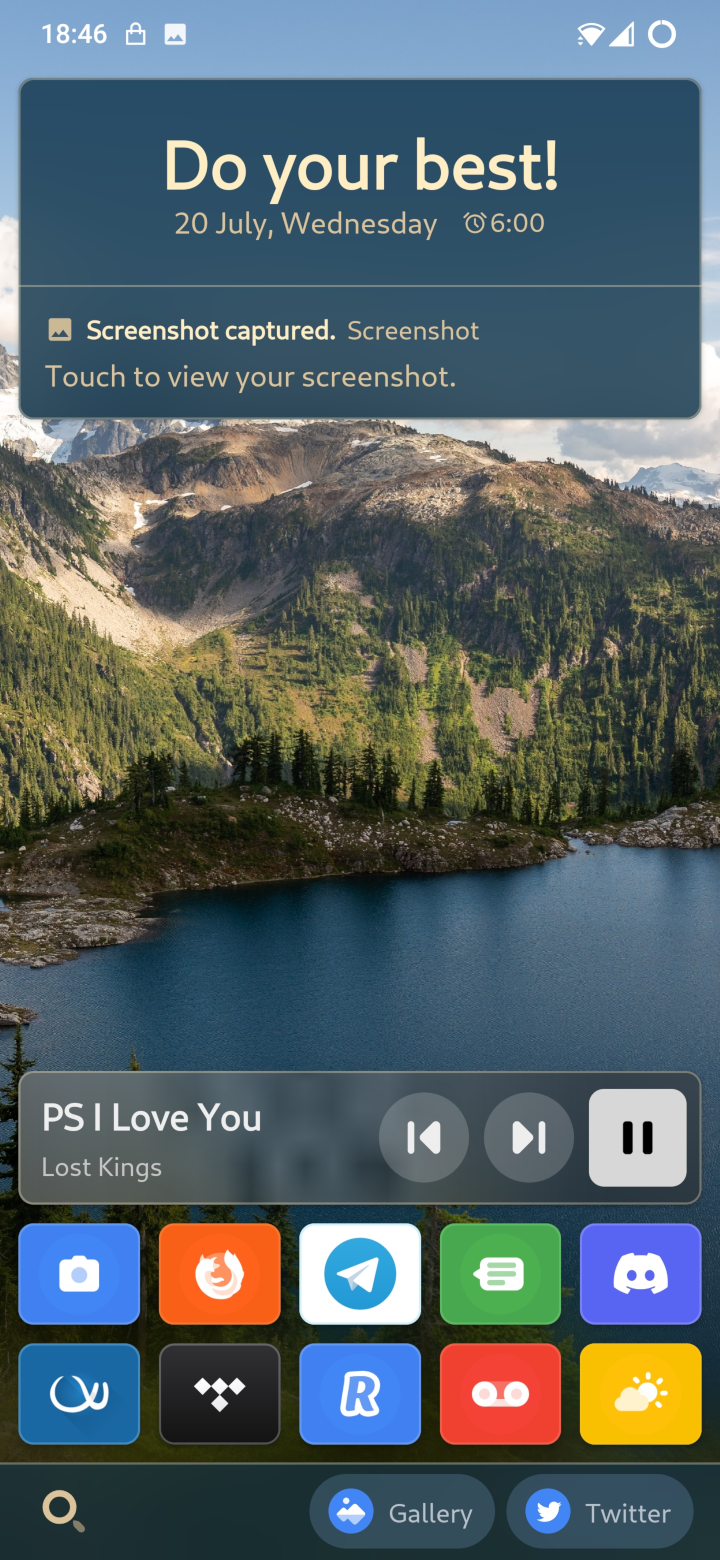 18:46
Do your best!
20 July, Wednesday 6:00
Screenshot captured. Screenshot
Touch to view your screenshot.
PS I Love You
Lost Kings
Gallery
Twitter